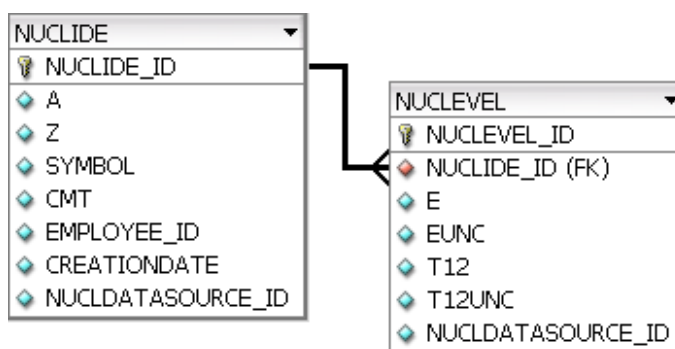 NUCLIDE
NUCLIDE_ID
A
Z
SYMBOL
CMT
EMPLOYEE_ID
CREATIONDATE
NUCLDATASOURCE_ID
NUCLEVEL
NUCLEVEL_ID
NUCLIDE_ID (FK)
E
EUNC
T12
T12UNC
NUCLDATASOURCE_ID